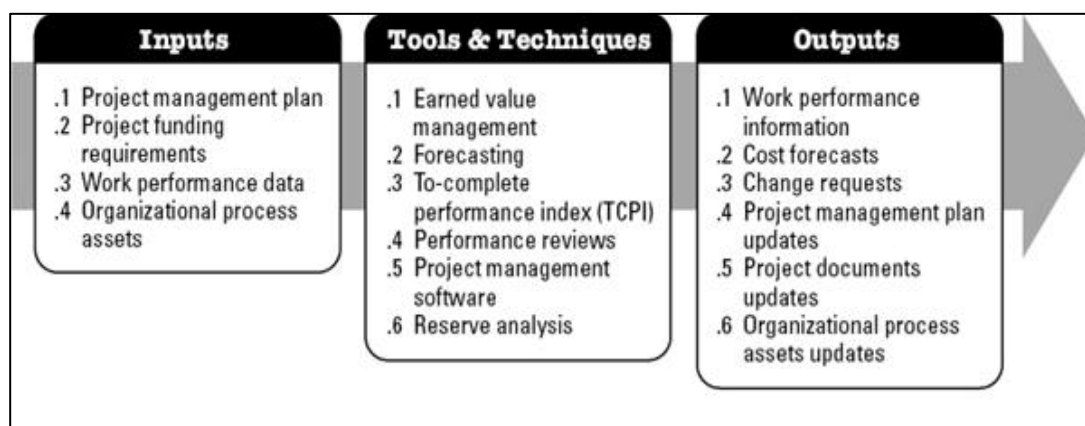 Inputs
.1 Project management plan
.2 Project funding
requirements
.3 Work performance data
.4 Organizational process
assets
Tools & Techniques
.1 Earned value
management
.2 Forecasting
.3 To-complete
performance index (TCPI)
.4 Performance reviews
.5 Project management
software
.6 Reserve analysis
Outputs
.1 Work performance
information
.2 Cost forecasts
.3 Change requests
.4 Project management plan
updates
.5 Project documents
updates
.6 Organizational process
assets updates